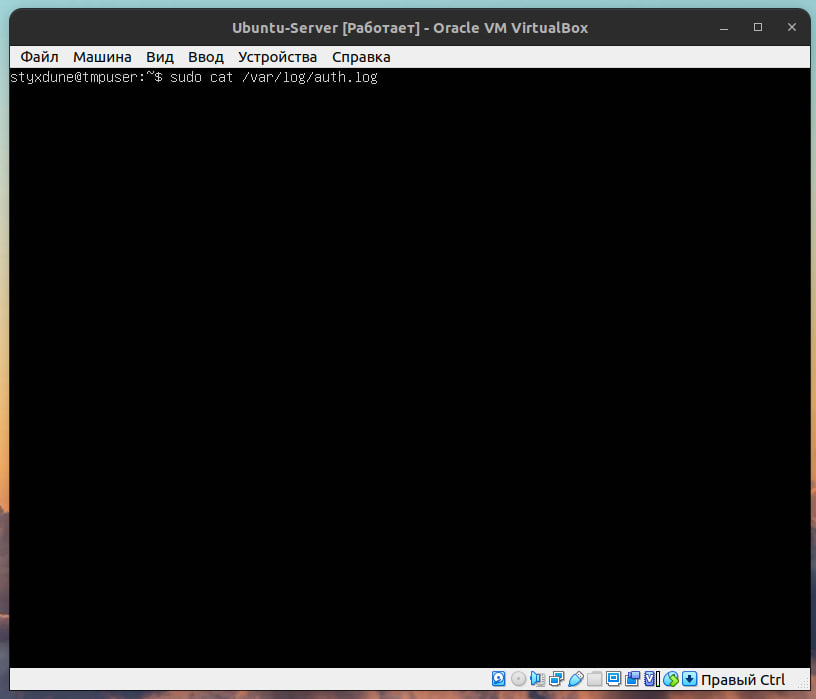 Ubuntu-Server [Работает] - Oracle VM VirtualBox
Файл Машина Вид Ввод Устройства Справка
styxdune@tmpuser:~$ sudo cat /var/log/auth.log
Правый Ctrl